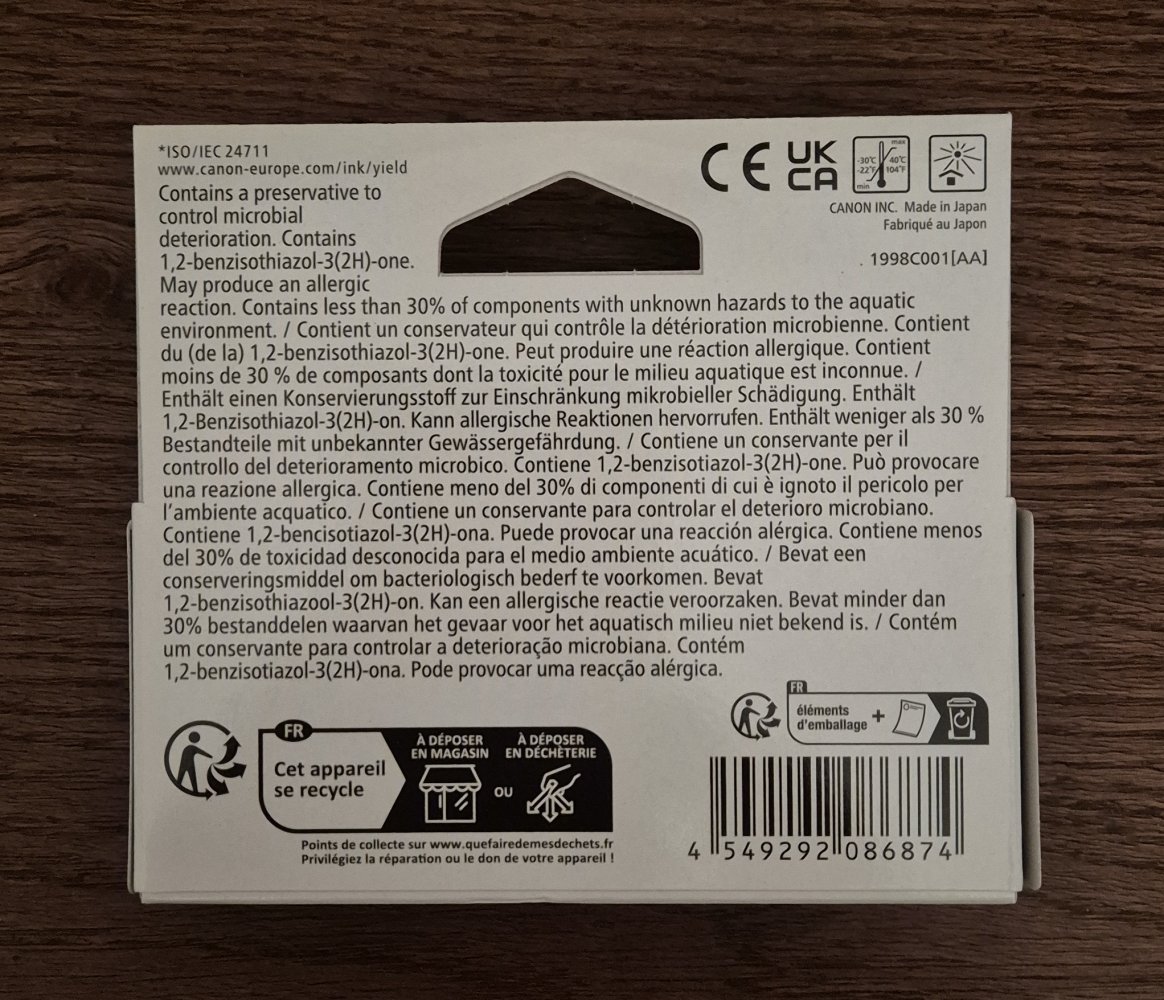 *ISO/IEC 24711
www.canon-europe.com/ink/yield
Contains a preservative to
control microbial
deterioration. Contains
1,2-benzisothiazol-3(2H)-one.
May produce an allergic
reaction. Contains less than 30% of components with unknown hazards to the aquatic
environment. / Contient un conservateur qui contrôle la détérioration microbienne. Contient
du (de la) 1,2-benzisothiazol-3(2H)-one. Peut produire une réaction allergique. Contient
moins de 30 % de composants dont la toxicité pour le milieu aquatique est inconnue. /
Enthält einen Konservierungsstoff zur Einschränkung mikrobieller Schädigung. Enthält
1,2-Benzisothiazol-3(2H)-on. Kann allergische Reaktionen hervorrufen. Enthält weniger als 30 %
Bestandteile mit unbekannter Gewässergefährdung. / Contiene un conservante per il
controllo del deterioramento microbico. Contiene 1,2-benzisotiazol-3(2H)-one. Può provocare
una reazione allergica. Contiene meno del 30% di componenti di cui è ignoto il pericolo per
l'ambiente acquatico. / Contiene un conservante para controlar el deterioro microbiano.
Contiene 1,2-bencisotiazol-3(2H)-ona. Puede provocar una reacción alérgica. Contiene menos
del 30% de toxicidad desconocida para el medio ambiente acuático. / Bevat een
conserveringsmiddel om bacteriologisch bederf te voorkomen. Bevat
1,2-benzisothiazool-3(2H)-on. Kan een allergische reactie veroorzaken. Bevat minder dan
30% bestanddelen waarvan het gevaar voor het aquatisch milieu niet bekend is. / Contém
um conservante para controlar a deterioração microbiana. Contém
1,2-benzisotiazol-3(2H)-ona. Pode provocar uma reacção alérgica.
CE
UK
CA
max
-30°C 40°C
-22°F 104°F
min
CANON INC. Made in Japan
Fabriqué au Japon
1998C001[AA]
FR
Cet appareil
se recycle
À DÉPOSER
EN MAGASIN
OU
À DÉPOSER
EN DÉCHÈTERIE
Points de collecte sur www.quefairedemesdechets.fr
Privilégiez la réparation ou le don de votre appareil !
FR
éléments
d'emballage +
4 549292 086874